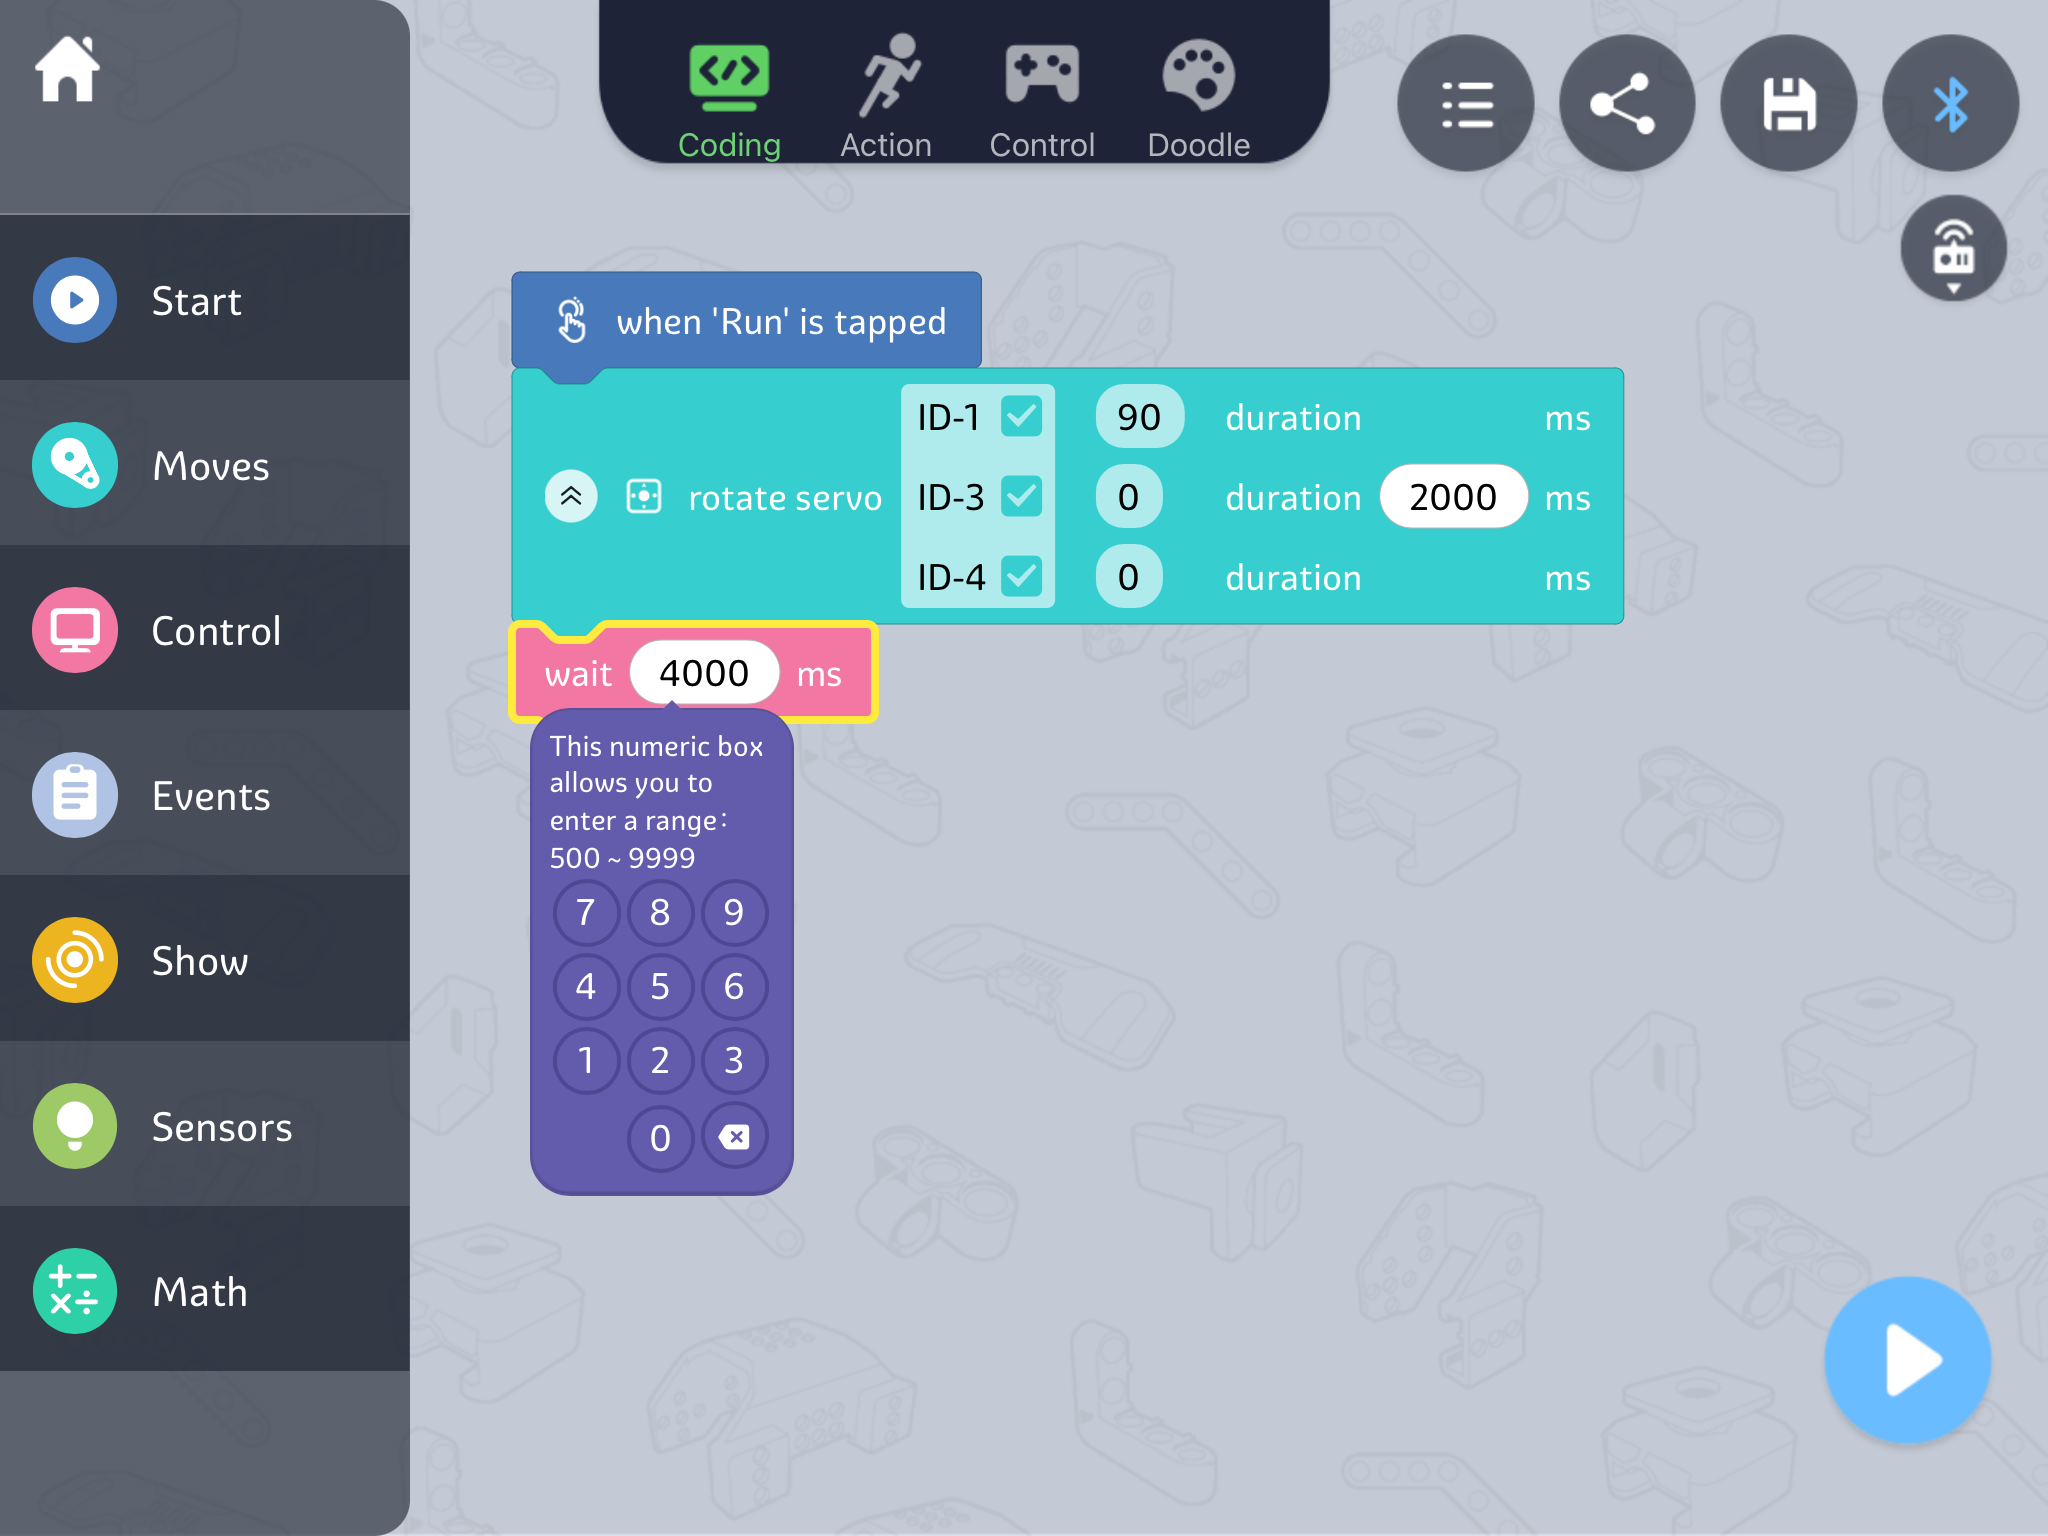 Coding Action Control Doodle
Start
Moves
Control
Events
Show
Sensors
Math
when 'Run' is tapped
ID-1 90 duration ms
rotate servo ID-3 0 duration 2000 ms
ID-4 0 duration ms
wait 4000 ms
This numeric box
allows you to
enter a range:
500 ~ 9999
7 8 9
4 5 6
1 2 3
0